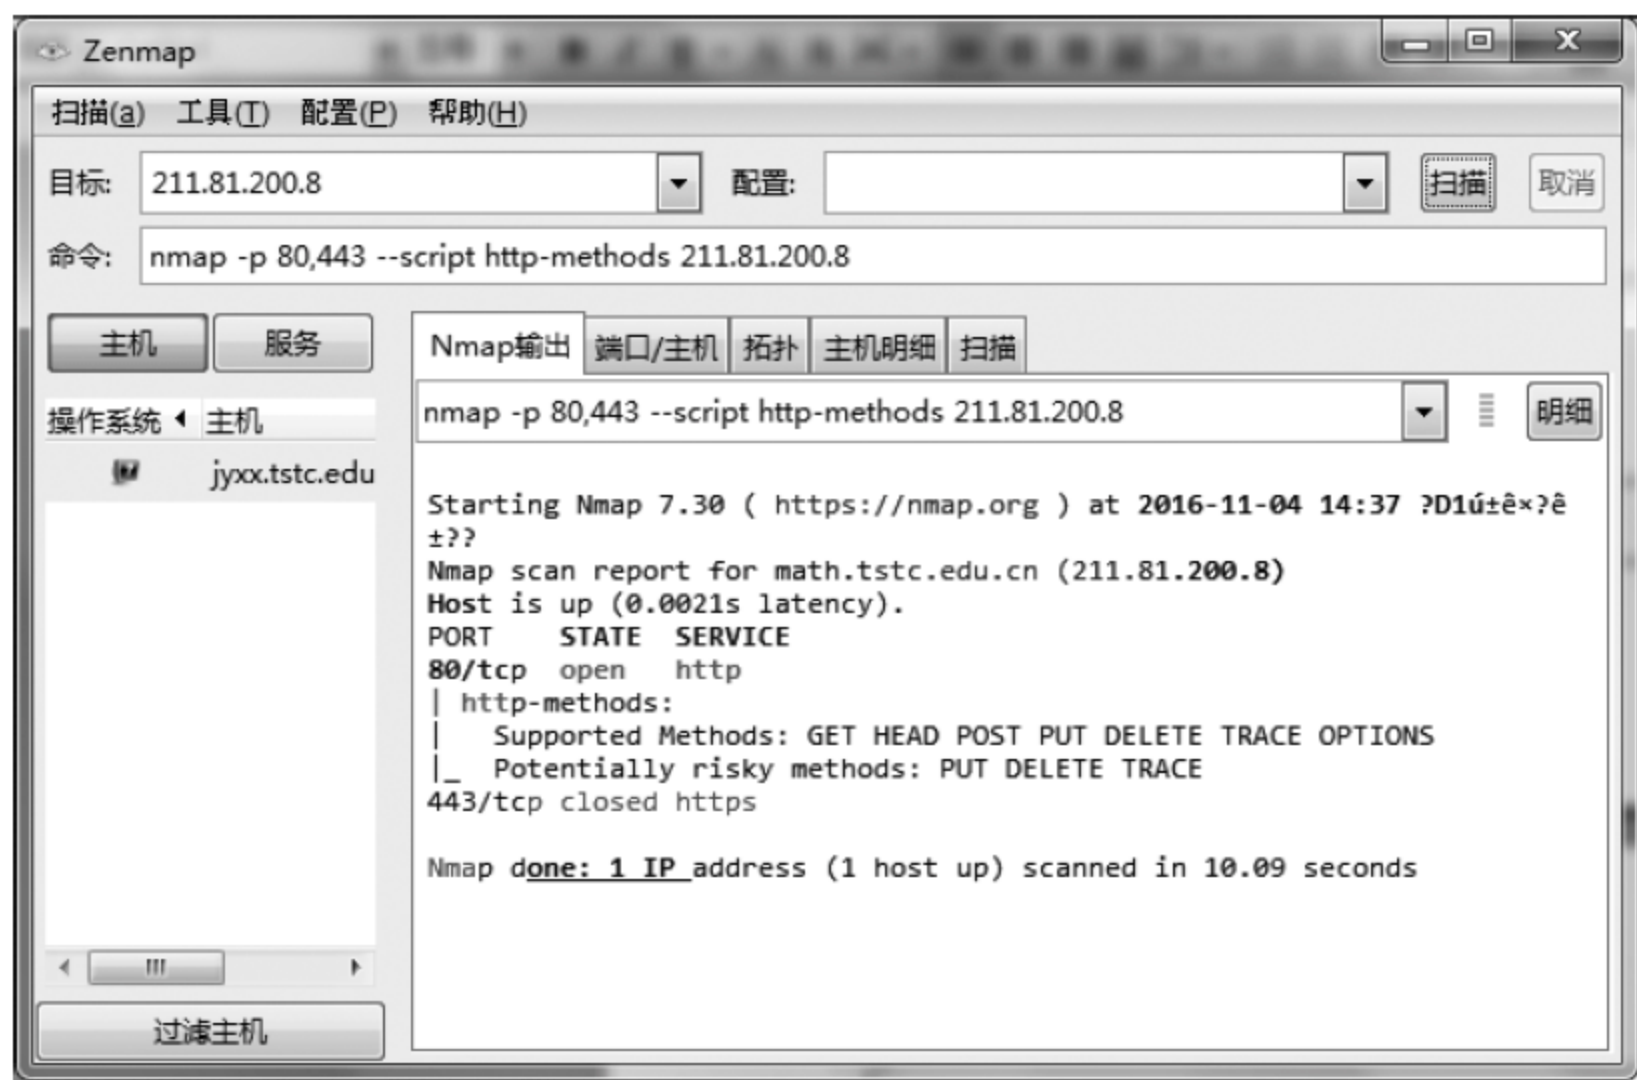 Zenmap
扫描(a) 工具(T) 配置(P) 帮助(H)
目标: 211.81.200.8 配置: 扫描 取消
命令: nmap -p 80,443 --script http-methods 211.81.200.8
主机 服务 Nmap输出 端口/主机 拓扑 主机明细 扫描
操作系统 主机 nmap -p 80,443 --script http-methods 211.81.200.8 明细
jyxx.tstc.edu
Starting Nmap 7.30 ( https://nmap.org ) at 2016-11-04 14:37 ?D1ú±ê×?ê
±??
Nmap scan report for math.tstc.edu.cn (211.81.200.8)
Host is up (0.0021s latency).
PORT STATE SERVICE
80/tcp open http
| http-methods:
| Supported Methods: GET HEAD POST PUT DELETE TRACE OPTIONS
|_ Potentially risky methods: PUT DELETE TRACE
443/tcp closed https
Nmap done: 1 IP address (1 host up) scanned in 10.09 seconds
过滤主机